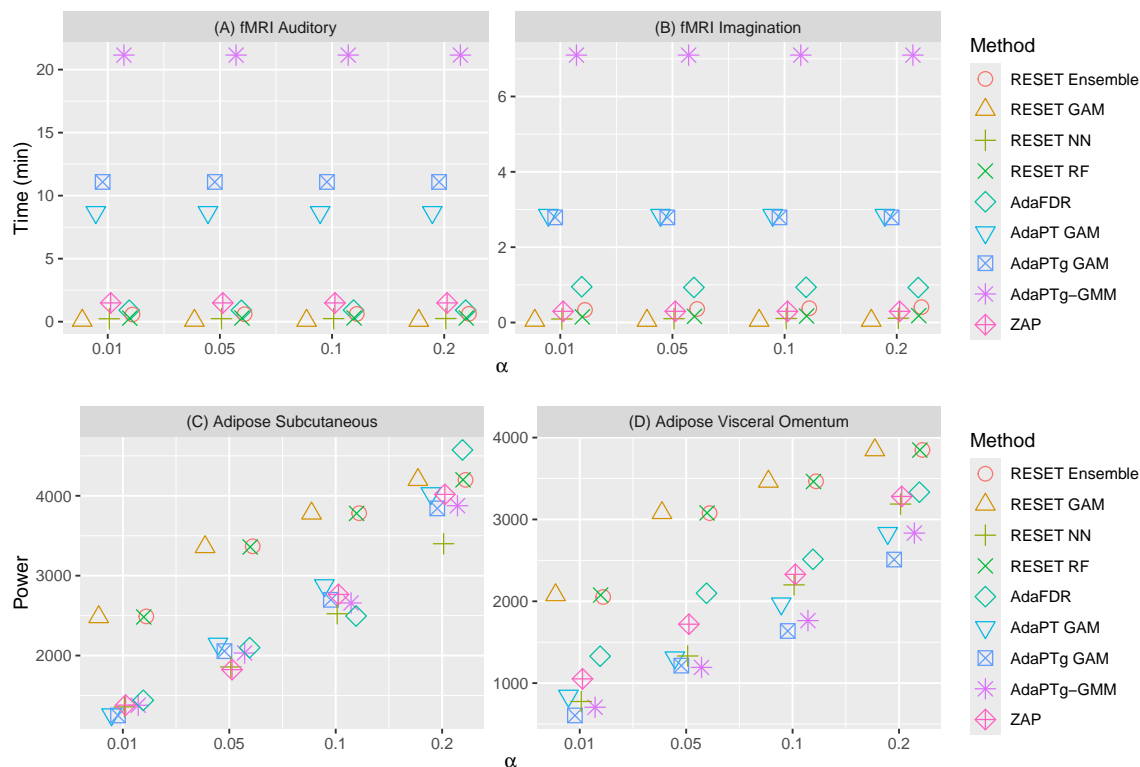 (A) fMRI Auditory
(B) fMRI Imagination
Time (min)
20
15
10
5
0
6
4
2
0
0.01 0.05 0.1 0.2
0.01 0.05 0.1 0.2
α
Method
RESET Ensemble
RESET GAM
RESET NN
RESET RF
AdaFDR
AdaPT GAM
AdaPTg GAM
AdaPTg−GMM
ZAP
(C) Adipose Subcutaneous
(D) Adipose Visceral Omentum
Power
4000
3000
2000
4000
3000
2000
1000
0.01 0.05 0.1 0.2
0.01 0.05 0.1 0.2
α
Method
RESET Ensemble
RESET GAM
RESET NN
RESET RF
AdaFDR
AdaPT GAM
AdaPTg GAM
AdaPTg−GMM
ZAP